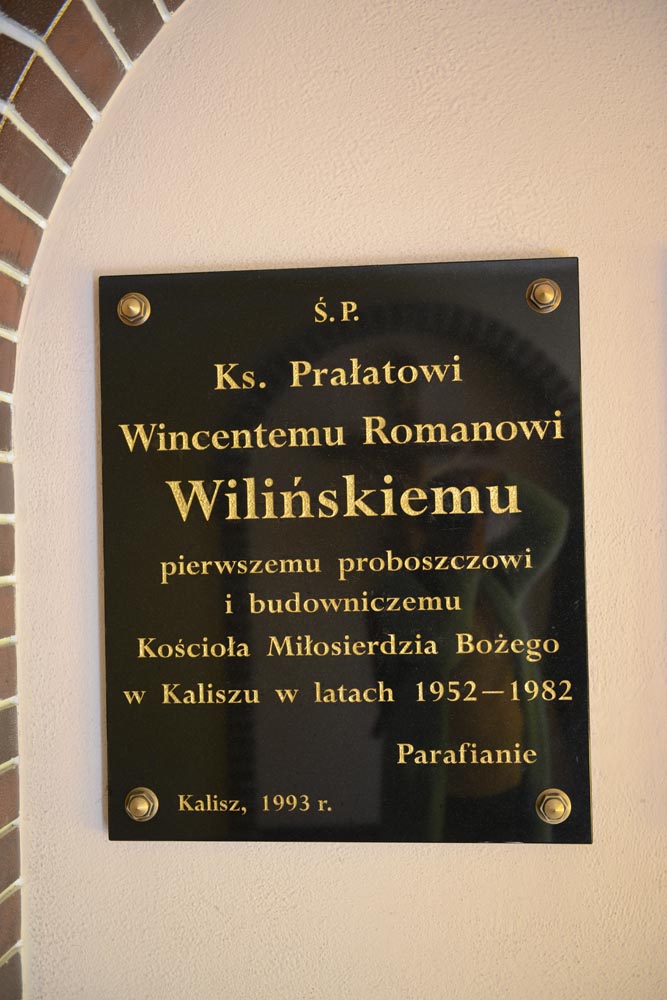 Ś. P.
Ks. Prałatowi
Wincentemu Romanowi
Wilińskiemu
pierwszemu proboszczowi
i budowniczemu
Kościoła Miłosierdzia Bożego
w Kaliszu w latach 1952—1982
Parafianie
Kalisz, 1993 r.